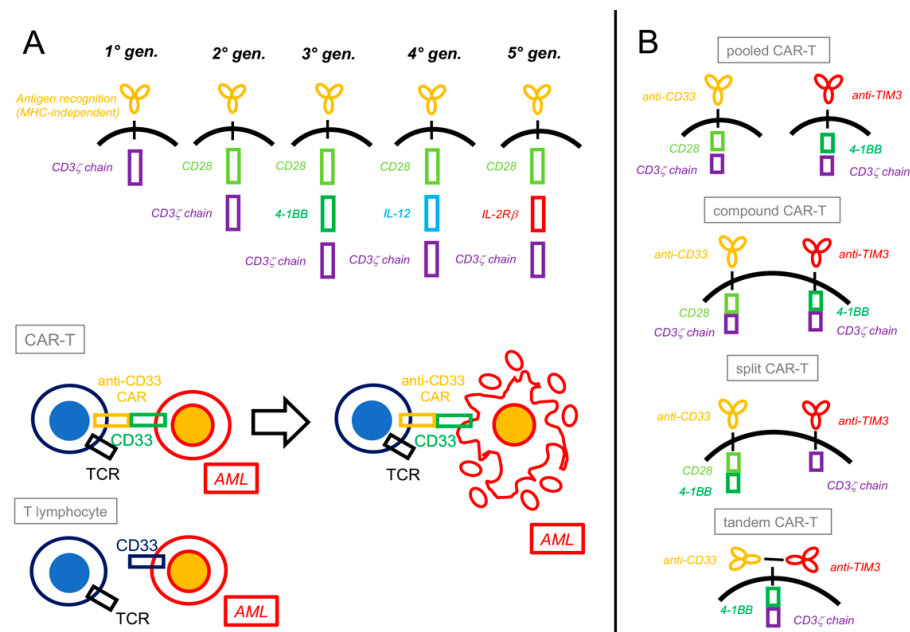 A
1° gen.
2° gen.
3° gen.
4° gen.
5° gen.
Antigen recognition
(MHC-independent)
CD3ζ chain
CD28
CD3ζ chain
CD28
4-1BB
CD3ζ chain
CD28
IL-12
CD3ζ chain
CD28
IL-2Rβ
CD3ζ chain
CAR-T
anti-CD33
CAR
CD33
TCR
AML
anti-CD33
CAR
CD33
TCR
AML
T lymphocyte
CD33
TCR
AML
B
pooled CAR-T
anti-CD33
anti-TIM3
CD28
CD3ζ chain
4-1BB
CD3ζ chain
compound CAR-T
anti-CD33
anti-TIM3
CD28
CD3ζ chain
4-1BB
CD3ζ chain
split CAR-T
anti-CD33
anti-TIM3
CD28
4-1BB
CD3ζ chain
tandem CAR-T
anti-CD33
anti-TIM3
4-1BB
CD3ζ chain